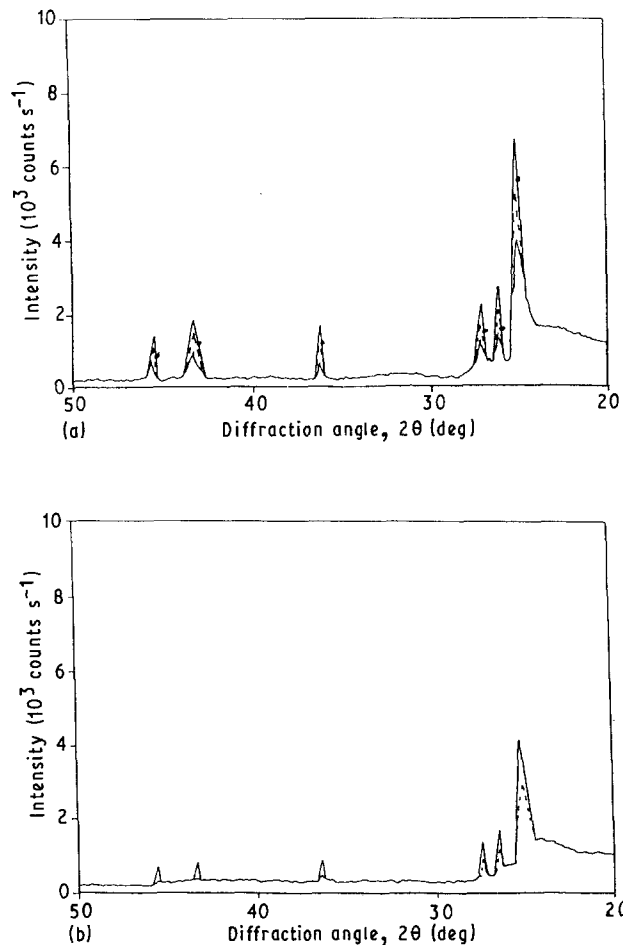 10
8
6
4
2
0
Intensity (10³ counts s⁻¹)
50 40 30 20
(a) Diffraction angle, 2θ (deg)
10
8
6
4
2
0
Intensity (10³ counts s⁻¹)
50 40 30 20
(b) Diffraction angle, 2θ (deg)